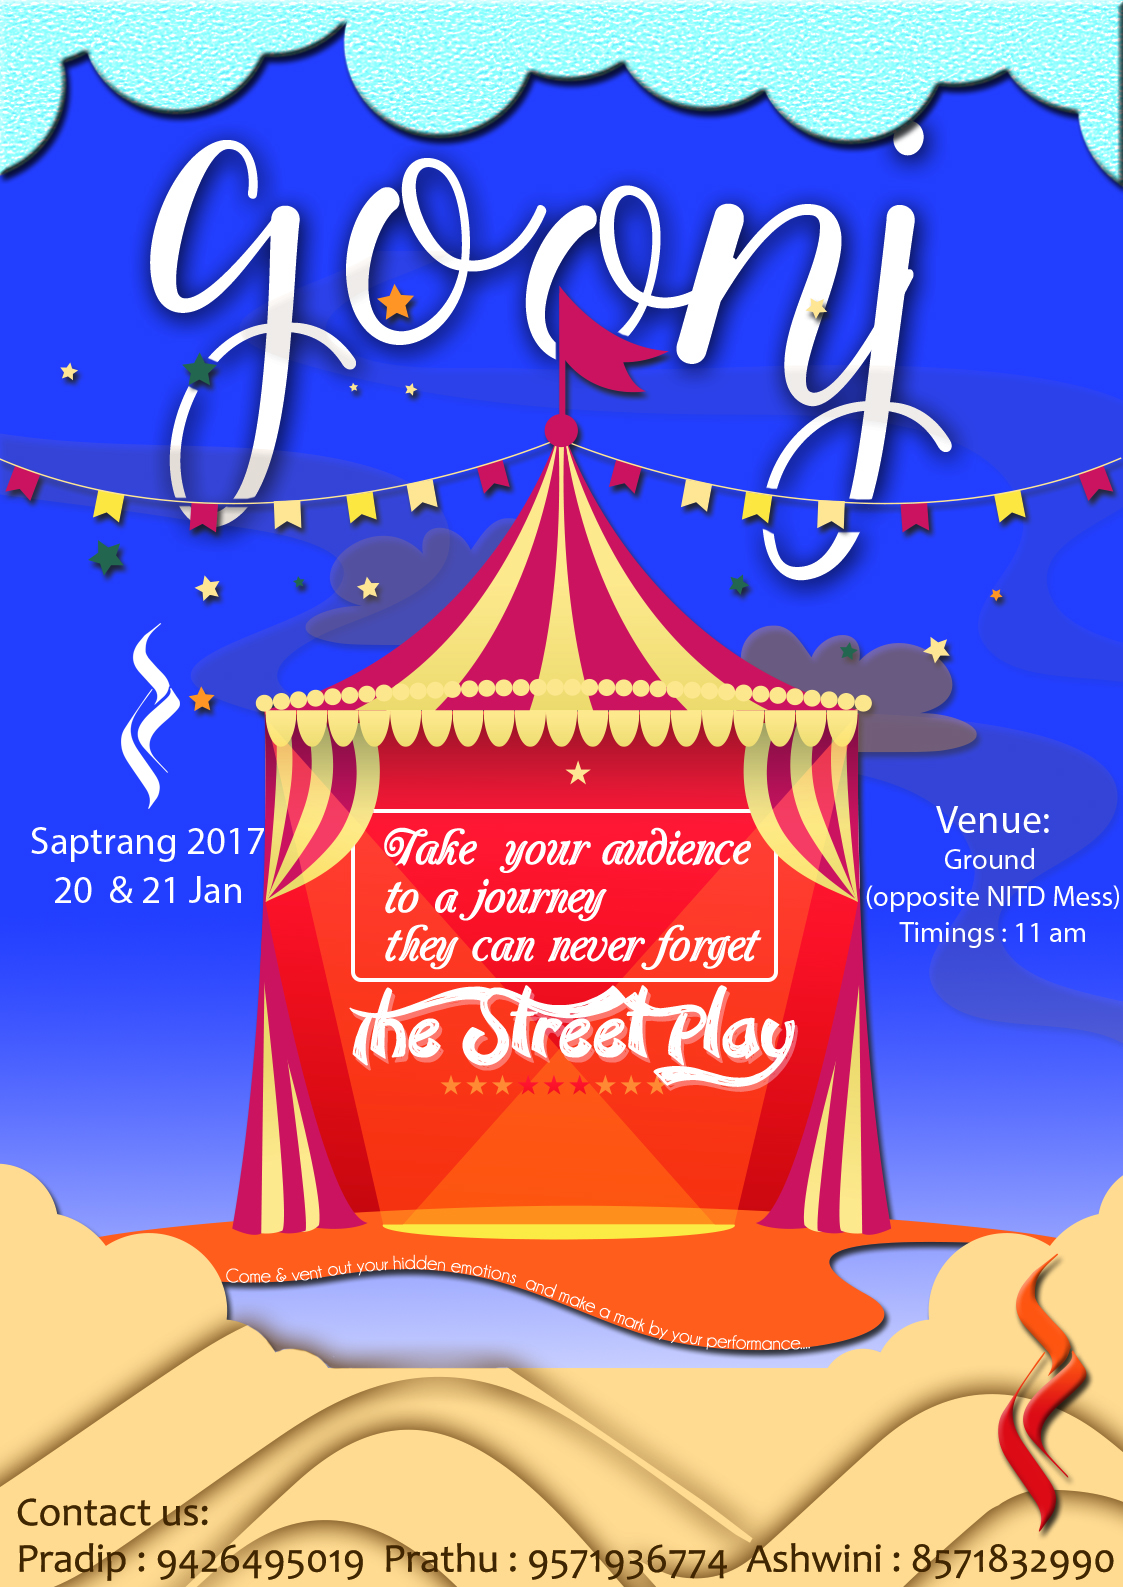 goonj
Saptrang 2017
20 & 21 Jan
Venue:
Ground
(opposite NITD Mess)
Timings : 11 am
Take your audience
to a journey
they can never forget
The Street Play
Come & vent out your hidden emotions and make a mark by your performance....
Contact us:
Pradip : 9426495019 Prathu : 9571936774 Ashwini : 8571832990